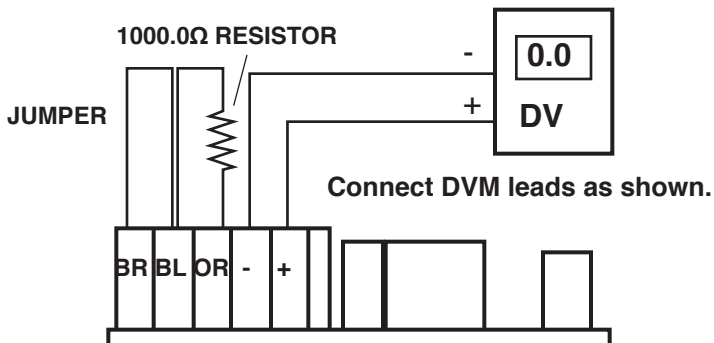 1000.0Ω RESISTOR
JUMPER
-
+
0.0
DV
Connect DVM leads as shown.
BR BL OR - +